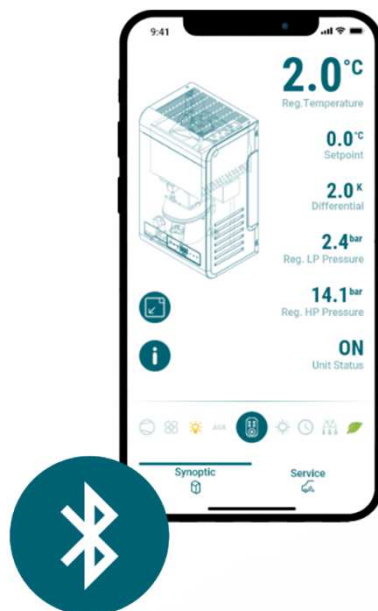 9:41
2.0°C
Reg.Temperature
0.0°C
Setpoint
2.0 K
Differential
2.4bar
Reg. LP Pressure
14.1bar
Reg. HP Pressure
ON
Unit Status
Synoptic
Service